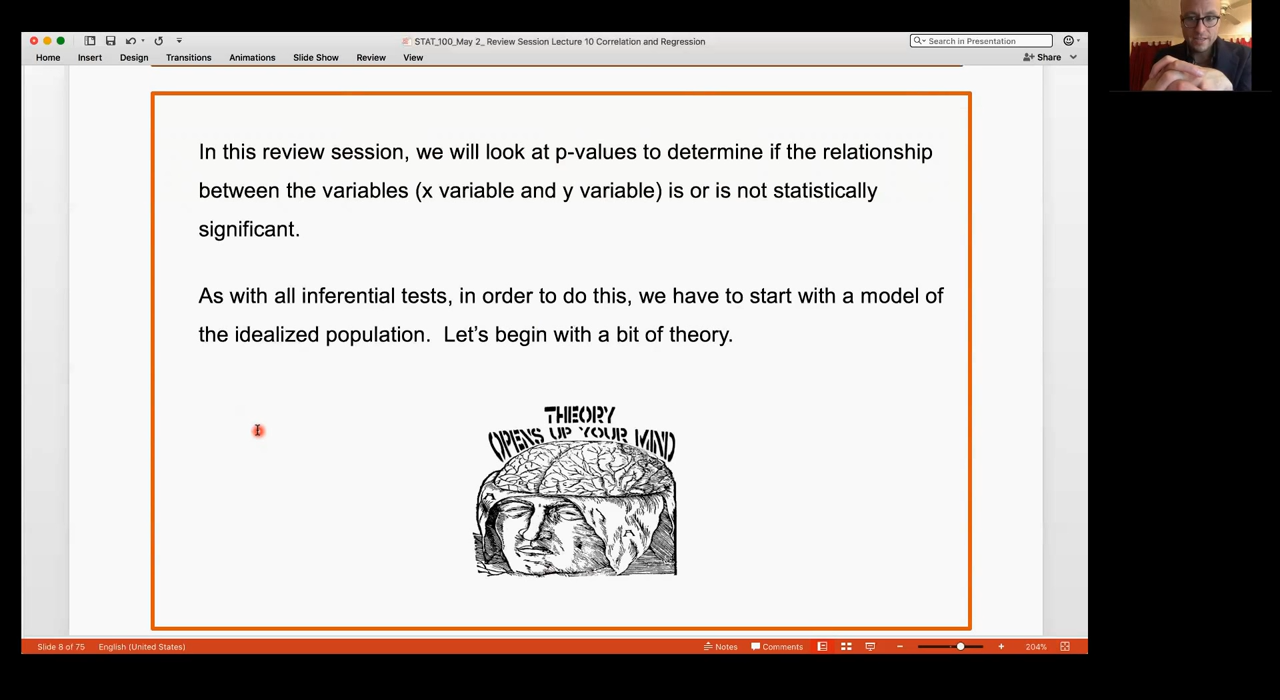 STAT_100_May 2_ Review Session Lecture 10 Correlation and Regression
Search in Presentation
Home Insert Design Transitions Animations Slide Show Review View Share
In this review session, we will look at p-values to determine if the relationship
between the variables (x variable and y variable) is or is not statistically
significant.
As with all inferential tests, in order to do this, we have to start with a model of
the idealized population. Let’s begin with a bit of theory.
THEORY
OPENS UP YOUR MIND
Slide 8 of 75 English (United States) Notes Comments 204%